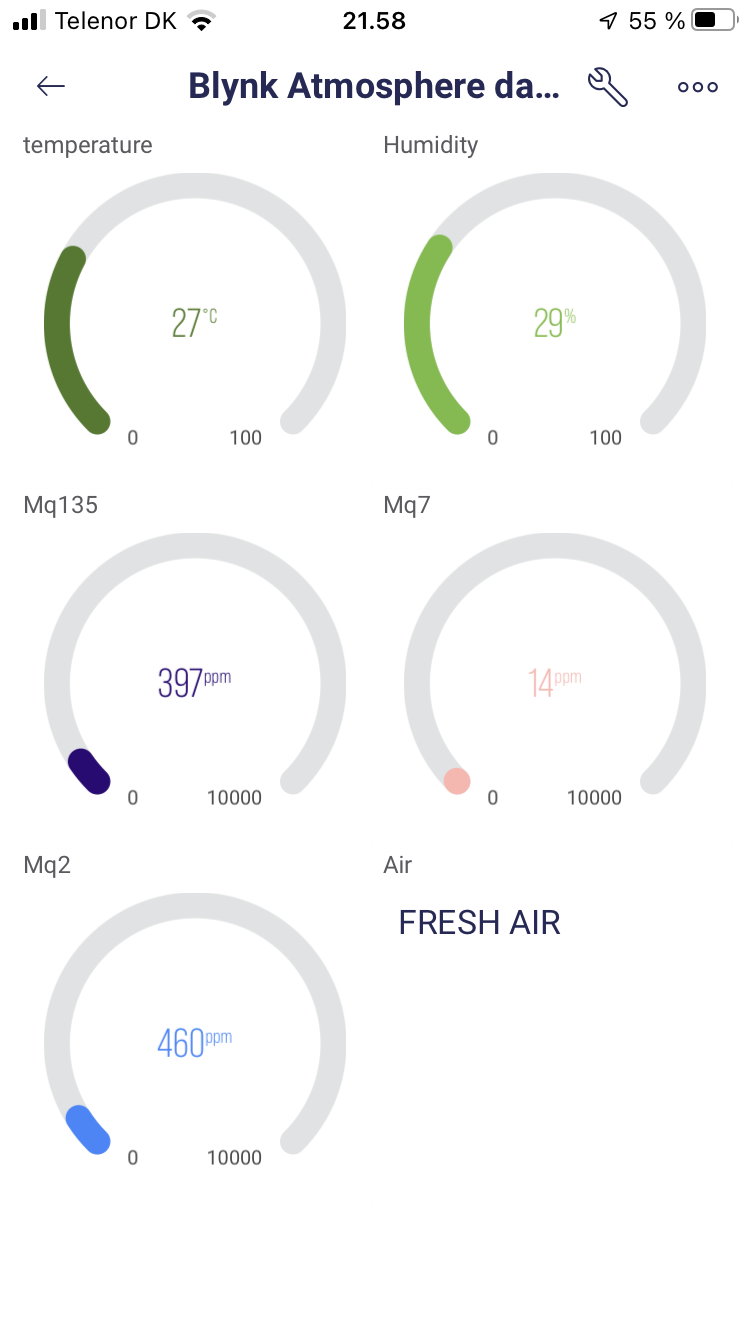 Telenor DK 21.58 55 %
Blynk Atmosphere da...
temperature Humidity
27°C 29%
0 100 0 100
Mq135 Mq7
397ppm 14ppm
0 10000 0 10000
Mq2 Air
FRESH AIR
460ppm
0 10000